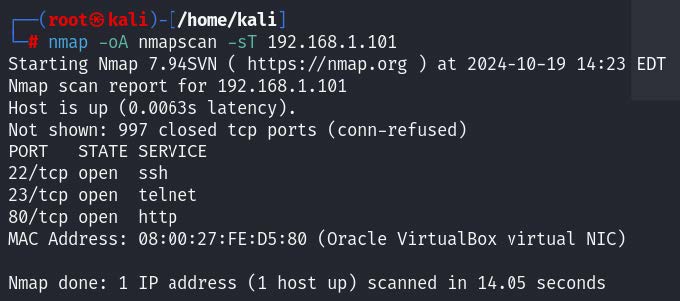 ┌──(root㉿kali)-[/home/kali]
└─# nmap -oA nmapscan -sT 192.168.1.101
Starting Nmap 7.94SVN ( https://nmap.org ) at 2024-10-19 14:23 EDT
Nmap scan report for 192.168.1.101
Host is up (0.0063s latency).
Not shown: 997 closed tcp ports (conn-refused)
PORT   STATE SERVICE
22/tcp open  ssh
23/tcp open  telnet
80/tcp open  http
MAC Address: 08:00:27:FE:D5:80 (Oracle VirtualBox virtual NIC)
Nmap done: 1 IP address (1 host up) scanned in 14.05 seconds